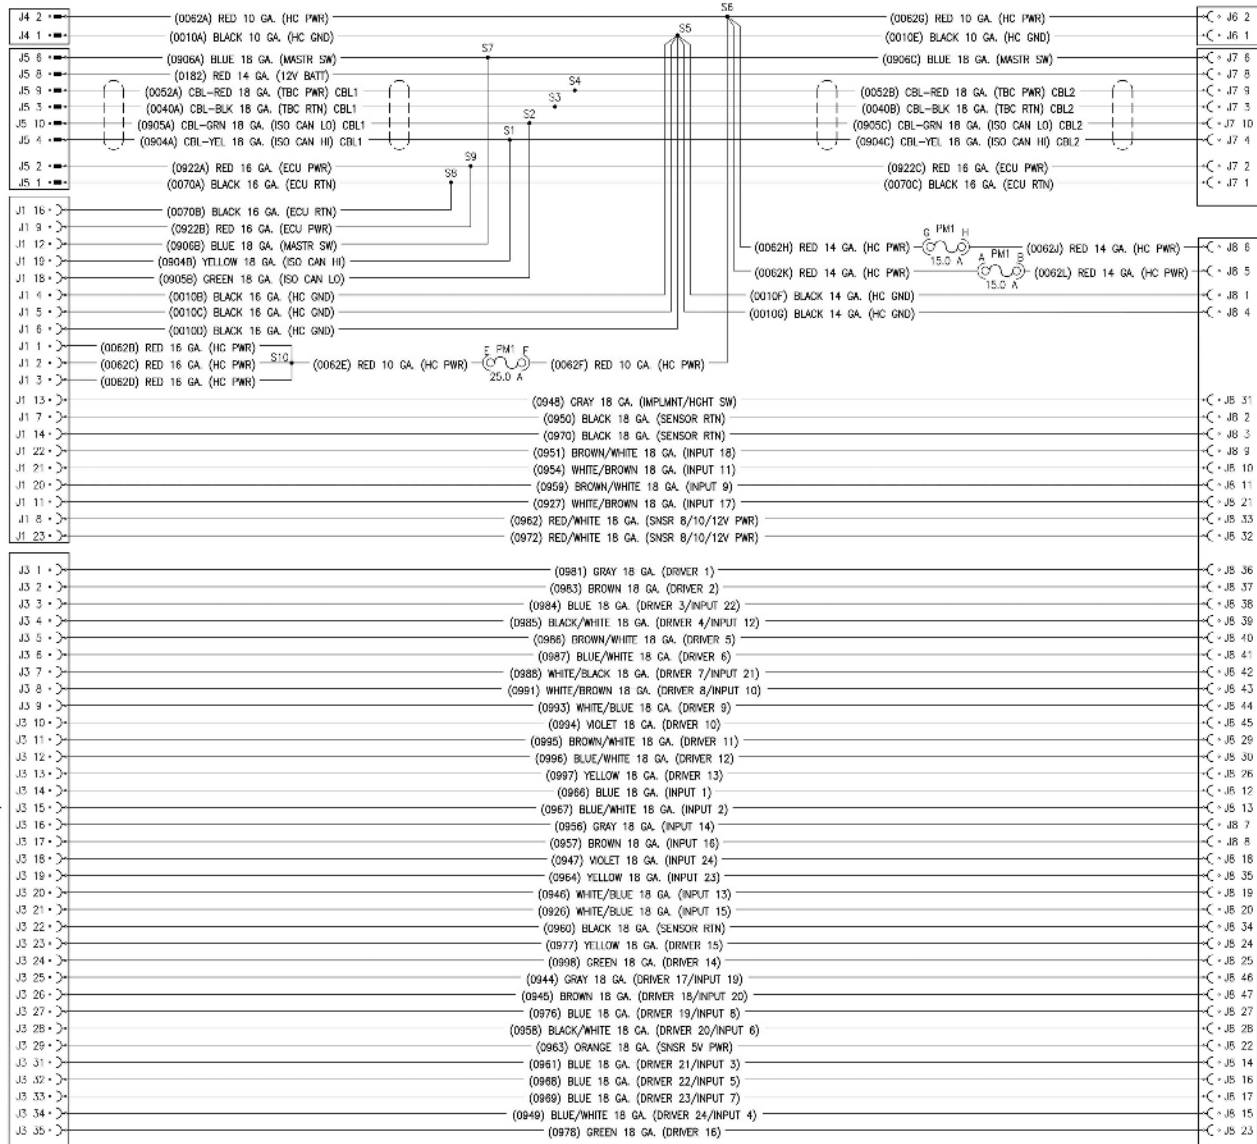 J4 2 (0062A) RED 10 GA. (HC PWR) S6 (0062G) RED 10 GA. (HC PWR) J6 2
J4 1 (0010A) BLACK 10 GA. (HC GND) S5 (0010E) BLACK 10 GA. (HC GND) J6 1
J5 6 (0906A) BLUE 18 GA. (MASTR SW) S7 (0906C) BLUE 18 GA. (MASTR SW) J7 6
J5 8 (0182) RED 14 GA. (12V BATT) J7 8
J5 9 (0052A) CBL-RED 18 GA. (TBC PWR) CBL1 S4 (0052B) CBL-RED 18 GA. (TBC PWR) CBL2 J7 9
J5 3 (0040A) CBL-BLK 18 GA. (TBC RTN) CBL1 S3 (0040B) CBL-BLK 18 GA. (TBC RTN) CBL2 J7 3
J5 10 (0905A) CBL-GRN 18 GA. (ISO CAN LO) CBL1 S2 (0905C) CBL-GRN 18 GA. (ISO CAN LO) CBL2 J7 10
J5 4 (0904A) CBL-YEL 18 GA. (ISO CAN HI) CBL1 S1 (0904C) CBL-YEL 18 GA. (ISO CAN HI) CBL2 J7 4
J5 2 (0922A) RED 16 GA. (ECU PWR) S9 (0922C) RED 16 GA. (ECU PWR) J7 2
J5 1 (0070A) BLACK 16 GA. (ECU RTN) S8 (0070C) BLACK 16 GA. (ECU RTN) J7 1
J1 16 (0070B) BLACK 16 GA. (ECU RTN)
J1 9 (0922B) RED 16 GA. (ECU PWR)
J1 12 (0906B) BLUE 18 GA. (MASTR SW) (0062H) RED 14 GA. (HC PWR) G PM1 H 15.0 A (0062J) RED 14 GA. (HC PWR) J8 6
J1 19 (0904B) YELLOW 18 GA. (ISO CAN HI)
J1 18 (0905B) GREEN 18 GA. (ISO CAN LO) (0062K) RED 14 GA. (HC PWR) A PM1 B 15.0 A (0062L) RED 14 GA. (HC PWR) J8 5
J1 4 (0010B) BLACK 16 GA. (HC GND) (0010F) BLACK 14 GA. (HC GND) J8 1
J1 5 (0010C) BLACK 16 GA. (HC GND) (0010G) BLACK 14 GA. (HC GND) J8 4
J1 6 (0010D) BLACK 16 GA. (HC GND)
J1 1 (0062B) RED 16 GA. (HC PWR)
J1 2 (0062C) RED 16 GA. (HC PWR) S10 (0062E) RED 10 GA. (HC PWR) E PM1 F 25.0 A (0062F) RED 10 GA. (HC PWR)
J1 3 (0062D) RED 16 GA. (HC PWR)
J1 13 (0948) GRAY 18 GA. (IMPLMNT/HGHT SW) J8 31
J1 7 (0950) BLACK 18 GA. (SENSOR RTN) J8 2
J1 14 (0970) BLACK 18 GA. (SENSOR RTN) J8 3
J1 22 (0951) BROWN/WHITE 18 GA. (INPUT 18) J8 9
J1 21 (0954) WHITE/BROWN 18 GA. (INPUT 11) J8 10
J1 20 (0959) BROWN/WHITE 18 GA. (INPUT 9) J8 11
J1 11 (0927) WHITE/BROWN 18 GA. (INPUT 17) J8 21
J1 8 (0962) RED/WHITE 18 GA. (SNSR 8/10/12V PWR) J8 33
J1 23 (0972) RED/WHITE 18 GA. (SNSR 8/10/12V PWR) J8 32
J3 1 (0981) GRAY 18 GA. (DRIVER 1) J8 36
J3 2 (0983) BROWN 18 GA. (DRIVER 2) J8 37
J3 3 (0984) BLUE 18 GA. (DRIVER 3/INPUT 22) J8 38
J3 4 (0985) BLACK/WHITE 18 GA. (DRIVER 4/INPUT 12) J8 39
J3 5 (0986) BROWN/WHITE 18 GA. (DRIVER 5) J8 40
J3 6 (0987) BLUE/WHITE 18 GA. (DRIVER 6) J8 41
J3 7 (0988) WHITE/BLACK 18 GA. (DRIVER 7/INPUT 21) J8 42
J3 8 (0991) WHITE/BROWN 18 GA. (DRIVER 8/INPUT 10) J8 43
J3 9 (0993) WHITE/BLUE 18 GA. (DRIVER 9) J8 44
J3 10 (0994) VIOLET 18 GA. (DRIVER 10) J8 45
J3 11 (0995) BROWN/WHITE 18 GA. (DRIVER 11) J8 29
J3 12 (0996) BLUE/WHITE 18 GA. (DRIVER 12) J8 30
J3 13 (0997) YELLOW 18 GA. (DRIVER 13) J8 26
J3 14 (0966) BLUE 18 GA. (INPUT 1) J8 12
J3 15 (0967) BLUE/WHITE 18 GA. (INPUT 2) J8 13
J3 16 (0956) GRAY 18 GA. (INPUT 14) J8 7
J3 17 (0957) BROWN 18 GA. (INPUT 16) J8 8
J3 18 (0947) VIOLET 18 GA. (INPUT 24) J8 18
J3 19 (0964) YELLOW 18 GA. (INPUT 23) J8 35
J3 20 (0946) WHITE/BLUE 18 GA. (INPUT 13) J8 19
J3 21 (0926) WHITE/BLUE 18 GA. (INPUT 15) J8 20
J3 22 (0960) BLACK 18 GA. (SENSOR RTN) J8 34
J3 23 (0977) YELLOW 18 GA. (DRIVER 15) J8 24
J3 24 (0998) GREEN 18 GA. (DRIVER 14) J8 25
J3 25 (0944) GRAY 18 GA. (DRIVER 17/INPUT 19) J8 46
J3 26 (0945) BROWN 18 GA. (DRIVER 18/INPUT 20) J8 47
J3 27 (0976) BLUE 18 GA. (DRIVER 19/INPUT 8) J8 27
J3 28 (0958) BLACK/WHITE 18 GA. (DRIVER 20/INPUT 6) J8 28
J3 29 (0963) ORANGE 18 GA. (SNSR 5V PWR) J8 22
J3 31 (0961) BLUE 18 GA. (DRIVER 21/INPUT 3) J8 14
J3 32 (0968) BLUE 18 GA. (DRIVER 22/INPUT 5) J8 16
J3 33 (0969) BLUE 18 GA. (DRIVER 23/INPUT 7) J8 17
J3 34 (0949) BLUE/WHITE 18 GA. (DRIVER 24/INPUT 4) J8 15
J3 35 (0978) GREEN 18 GA. (DRIVER 16) J8 23